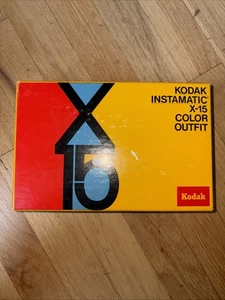 X
15
KODAK
INSTAMATIC®
X-15
COLOR
OUTFIT
Kodak